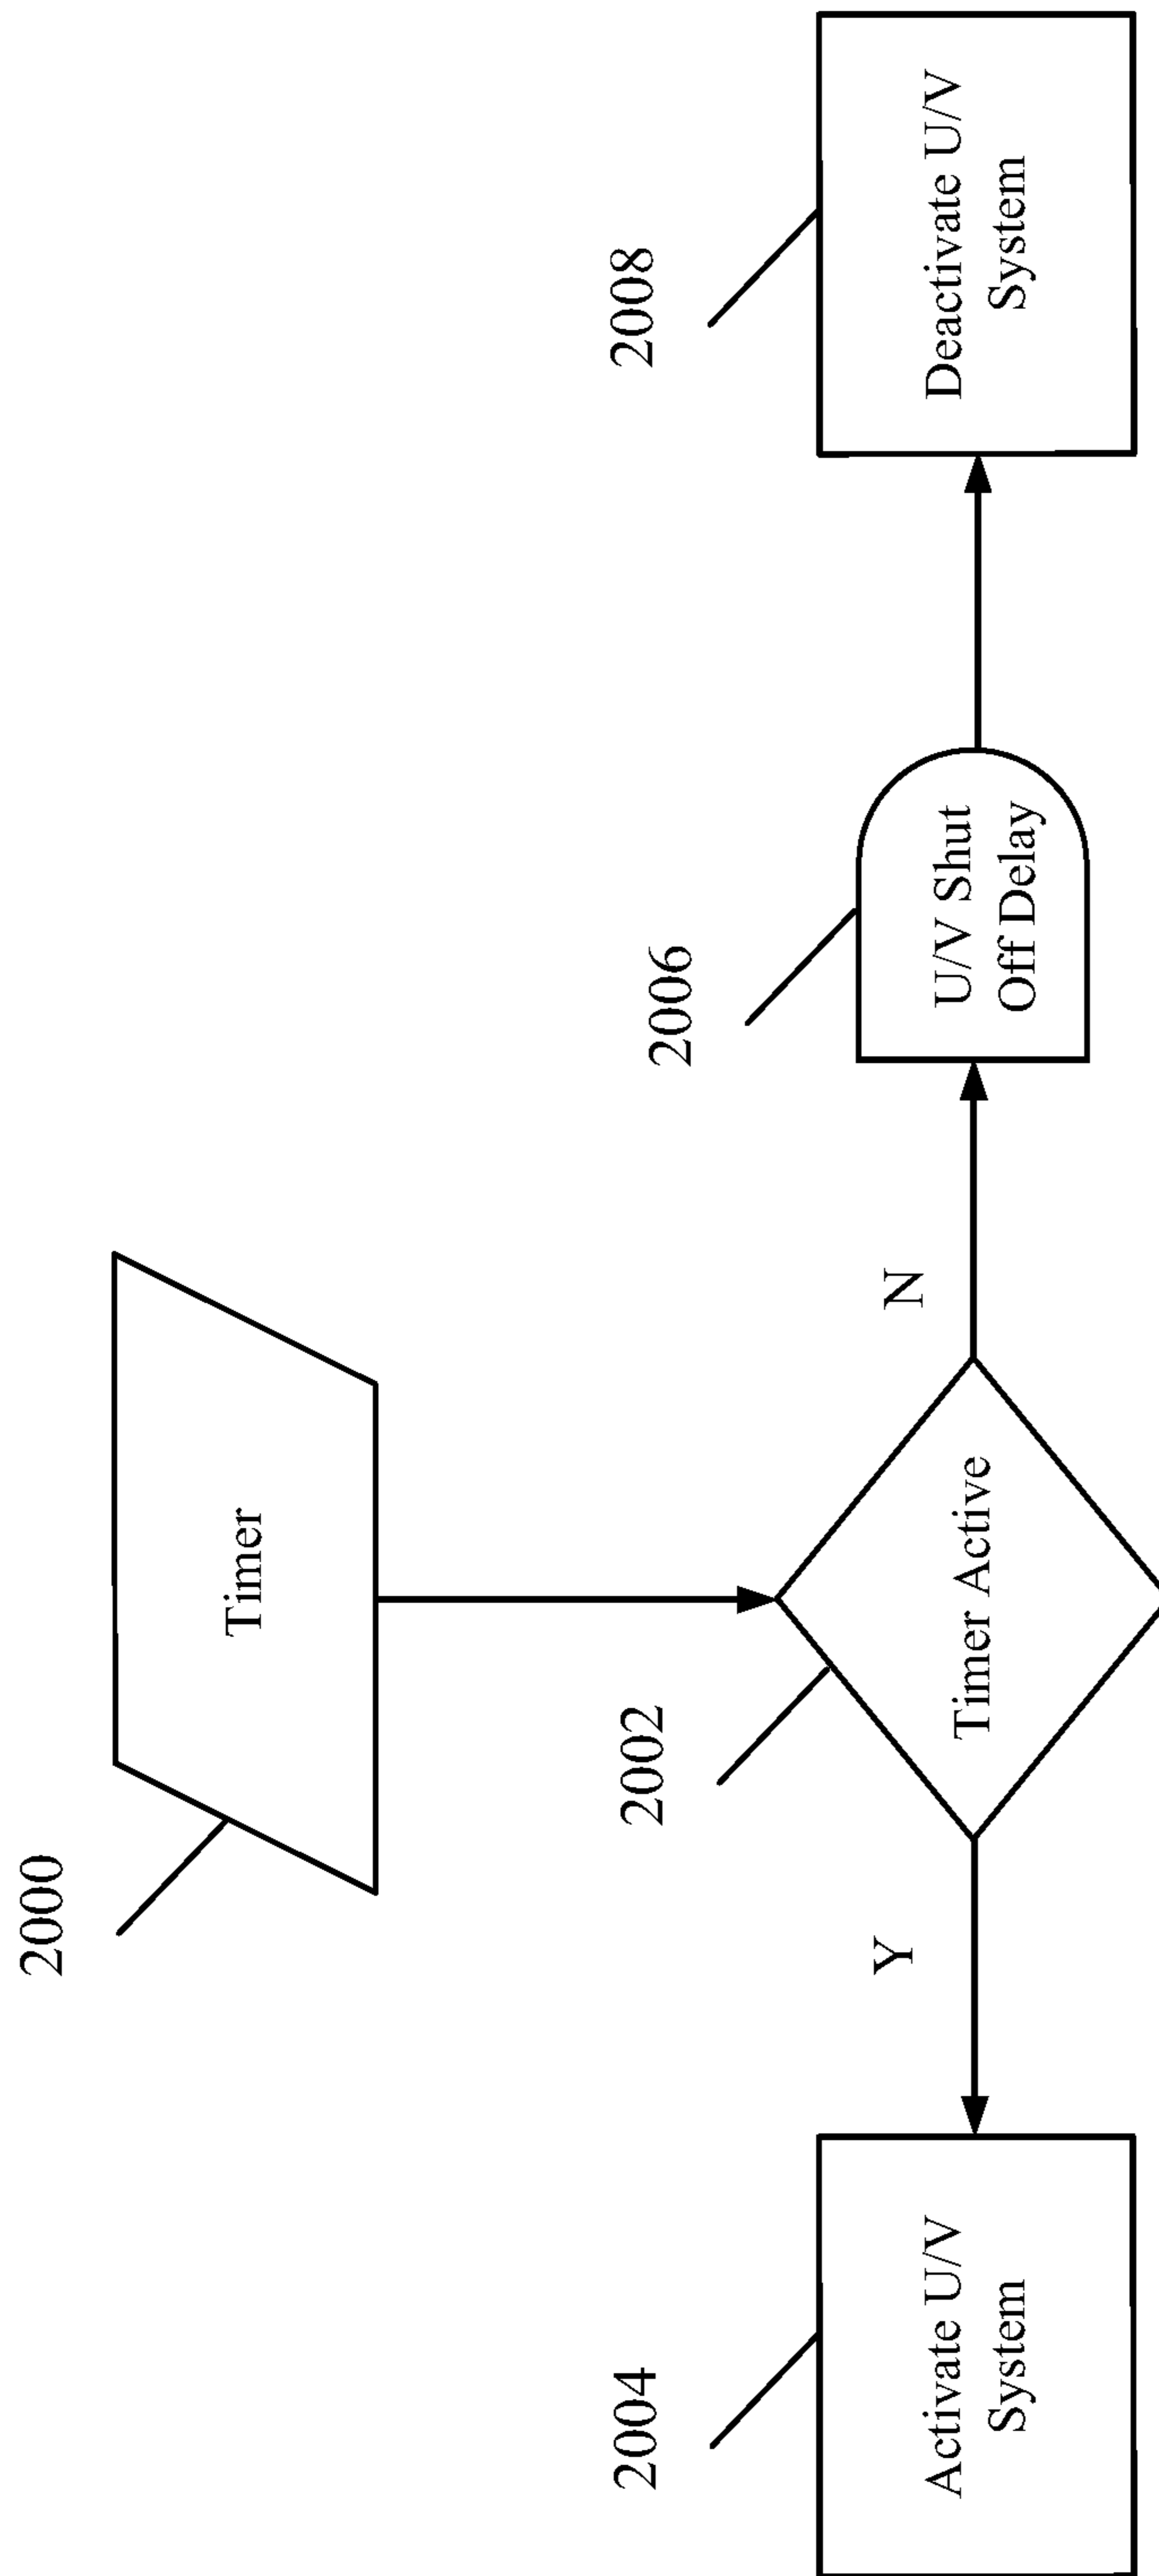 2000
Timer
2002
Timer Active
Y
N
2004
Activate U/V
System
2006
U/V Shut
Off Delay
2008
Deactivate U/V
System